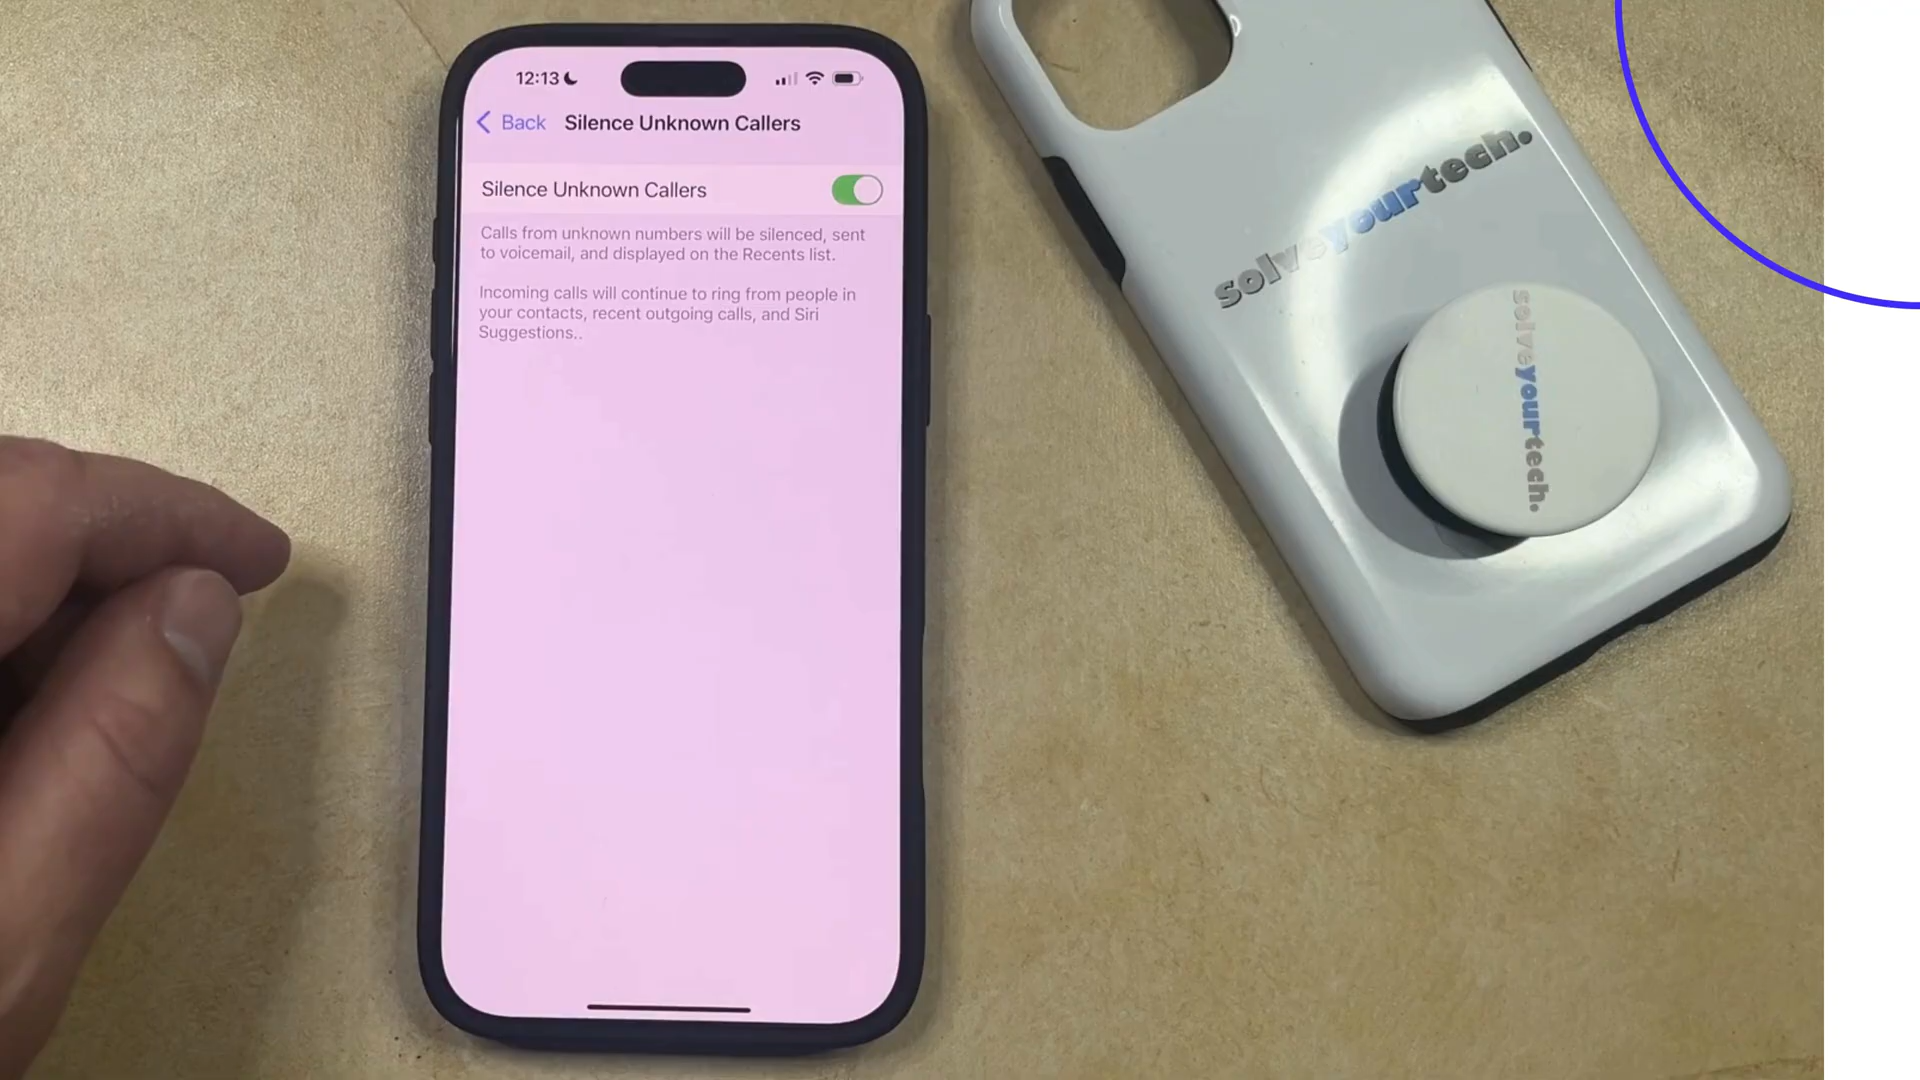 12:13
Back Silence Unknown Callers
Silence Unknown Callers
Calls from unknown numbers will be silenced, sent
to voicemail, and displayed on the Recents list.
Incoming calls will continue to ring from people in
your contacts, recent outgoing calls, and Siri
Suggestions..
solveyourtech.
solveyourtech.